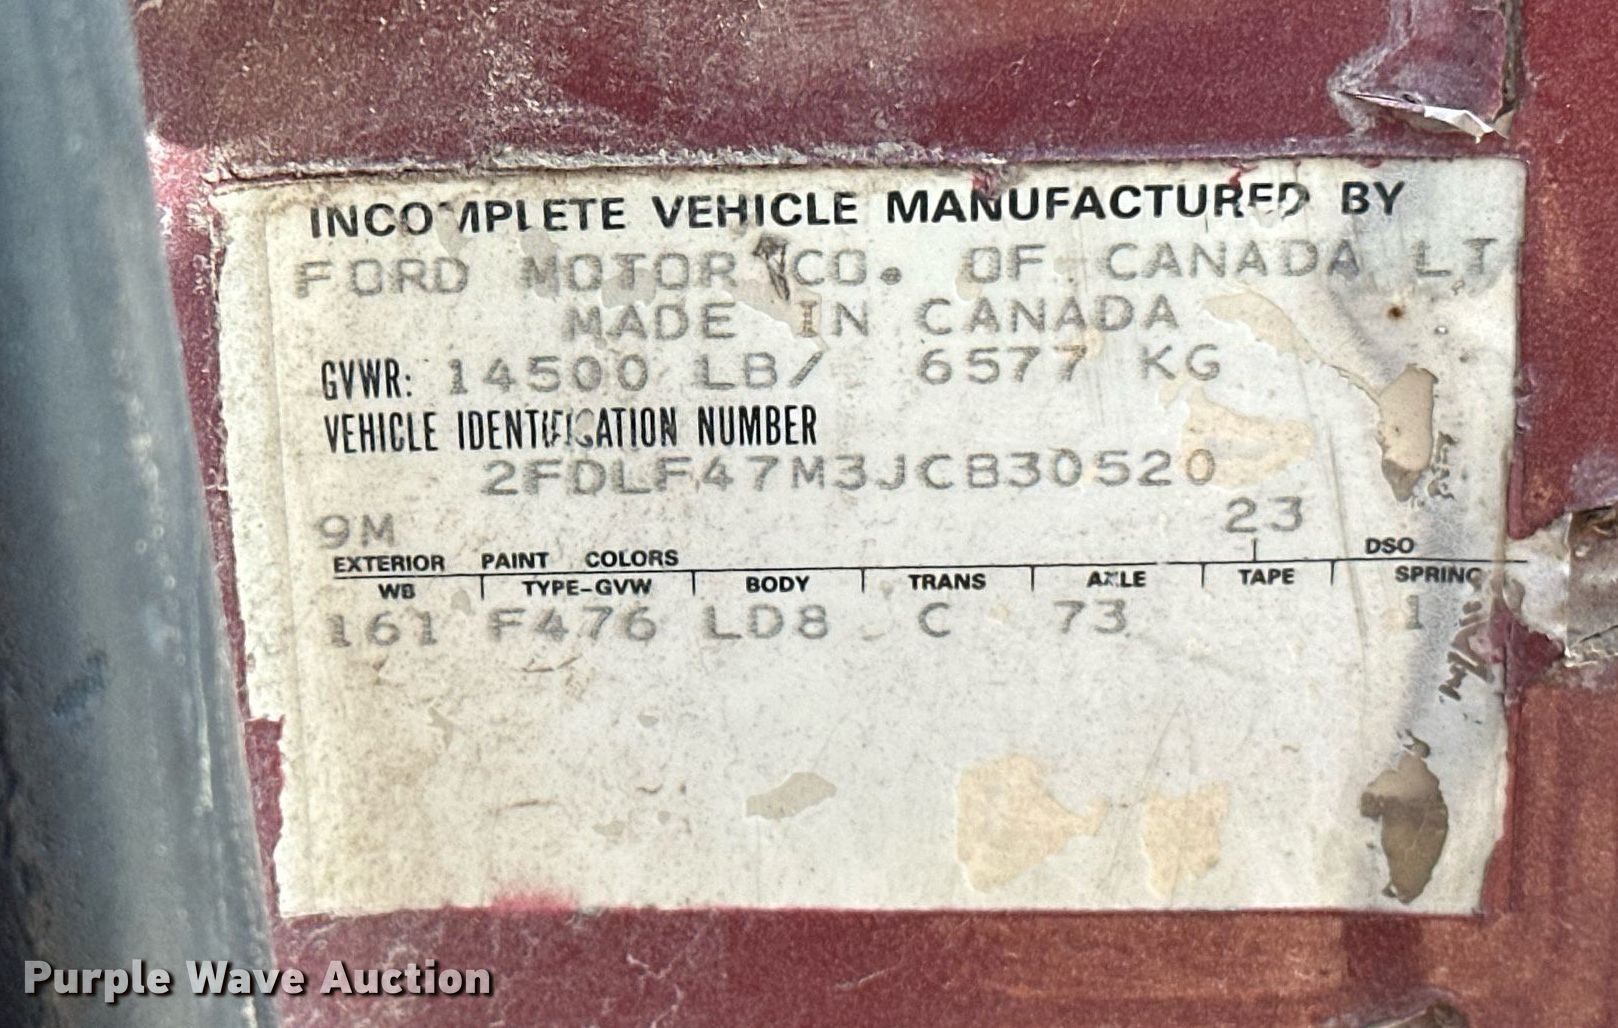 INCOMPLETE VEHICLE MANUFACTURED BY
FORD MOTOR CO. OF CANADA LT
MADE IN CANADA
GVWR: 14500 LB/ 6577 KG
VEHICLE IDENTIFICATION NUMBER
2FDLF47M3JCB30520
9M 23
EXTERIOR PAINT COLORS DSO
WB TYPE-GVW BODY TRANS AXLE TAPE SPRING
161 F476 LD8 C 73 1
Purple Wave Auction